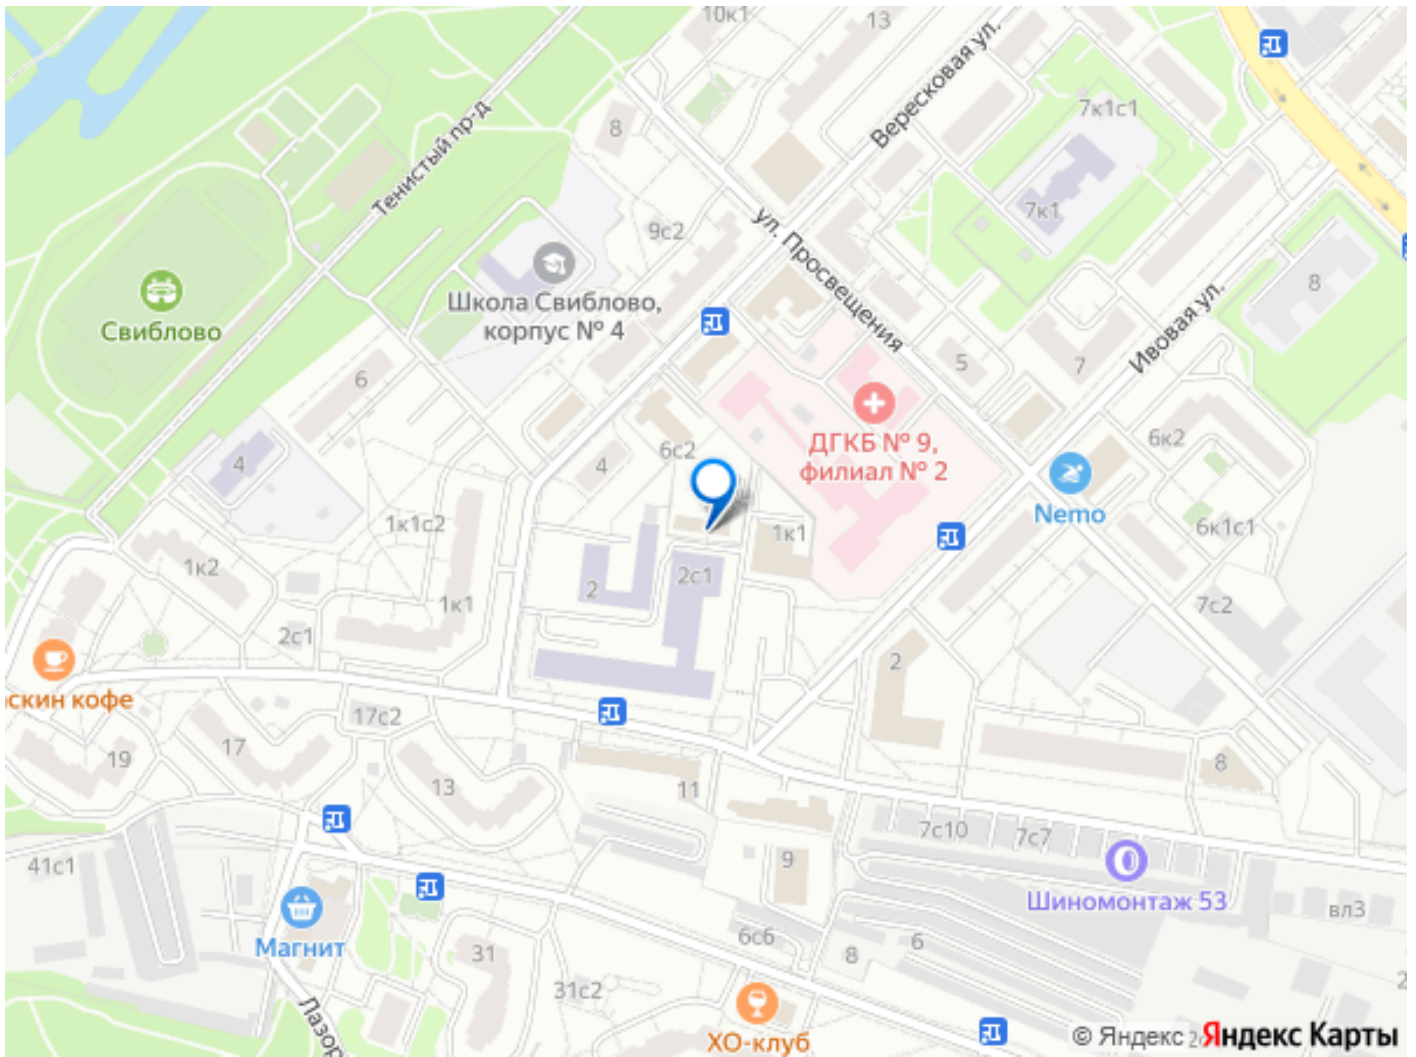 10к1
13
Вересковая ул.
7к1с1
8
Тенистый пр-д
7к1
9с2
ул. Просвещения
8
Ивовая ул.
Свиблово
Школа Свиблово,
корпус № 4
5
7
6
ДГКБ № 9,
филиал № 2
6к2
4
4
6с2
Nemo
1к1с2
1к1
6к1с1
1к2
2
2с1
1к1
7с2
2с1
2
скин кофе
17с2
17
19
13
11
8
7с10
7с7
41с1
9
Шиномонтаж 53
вл3
Магнит
31
6с6
8
6
31с2
2
Лазор
ХО-клуб
© Яндекс
Яндекс Карты